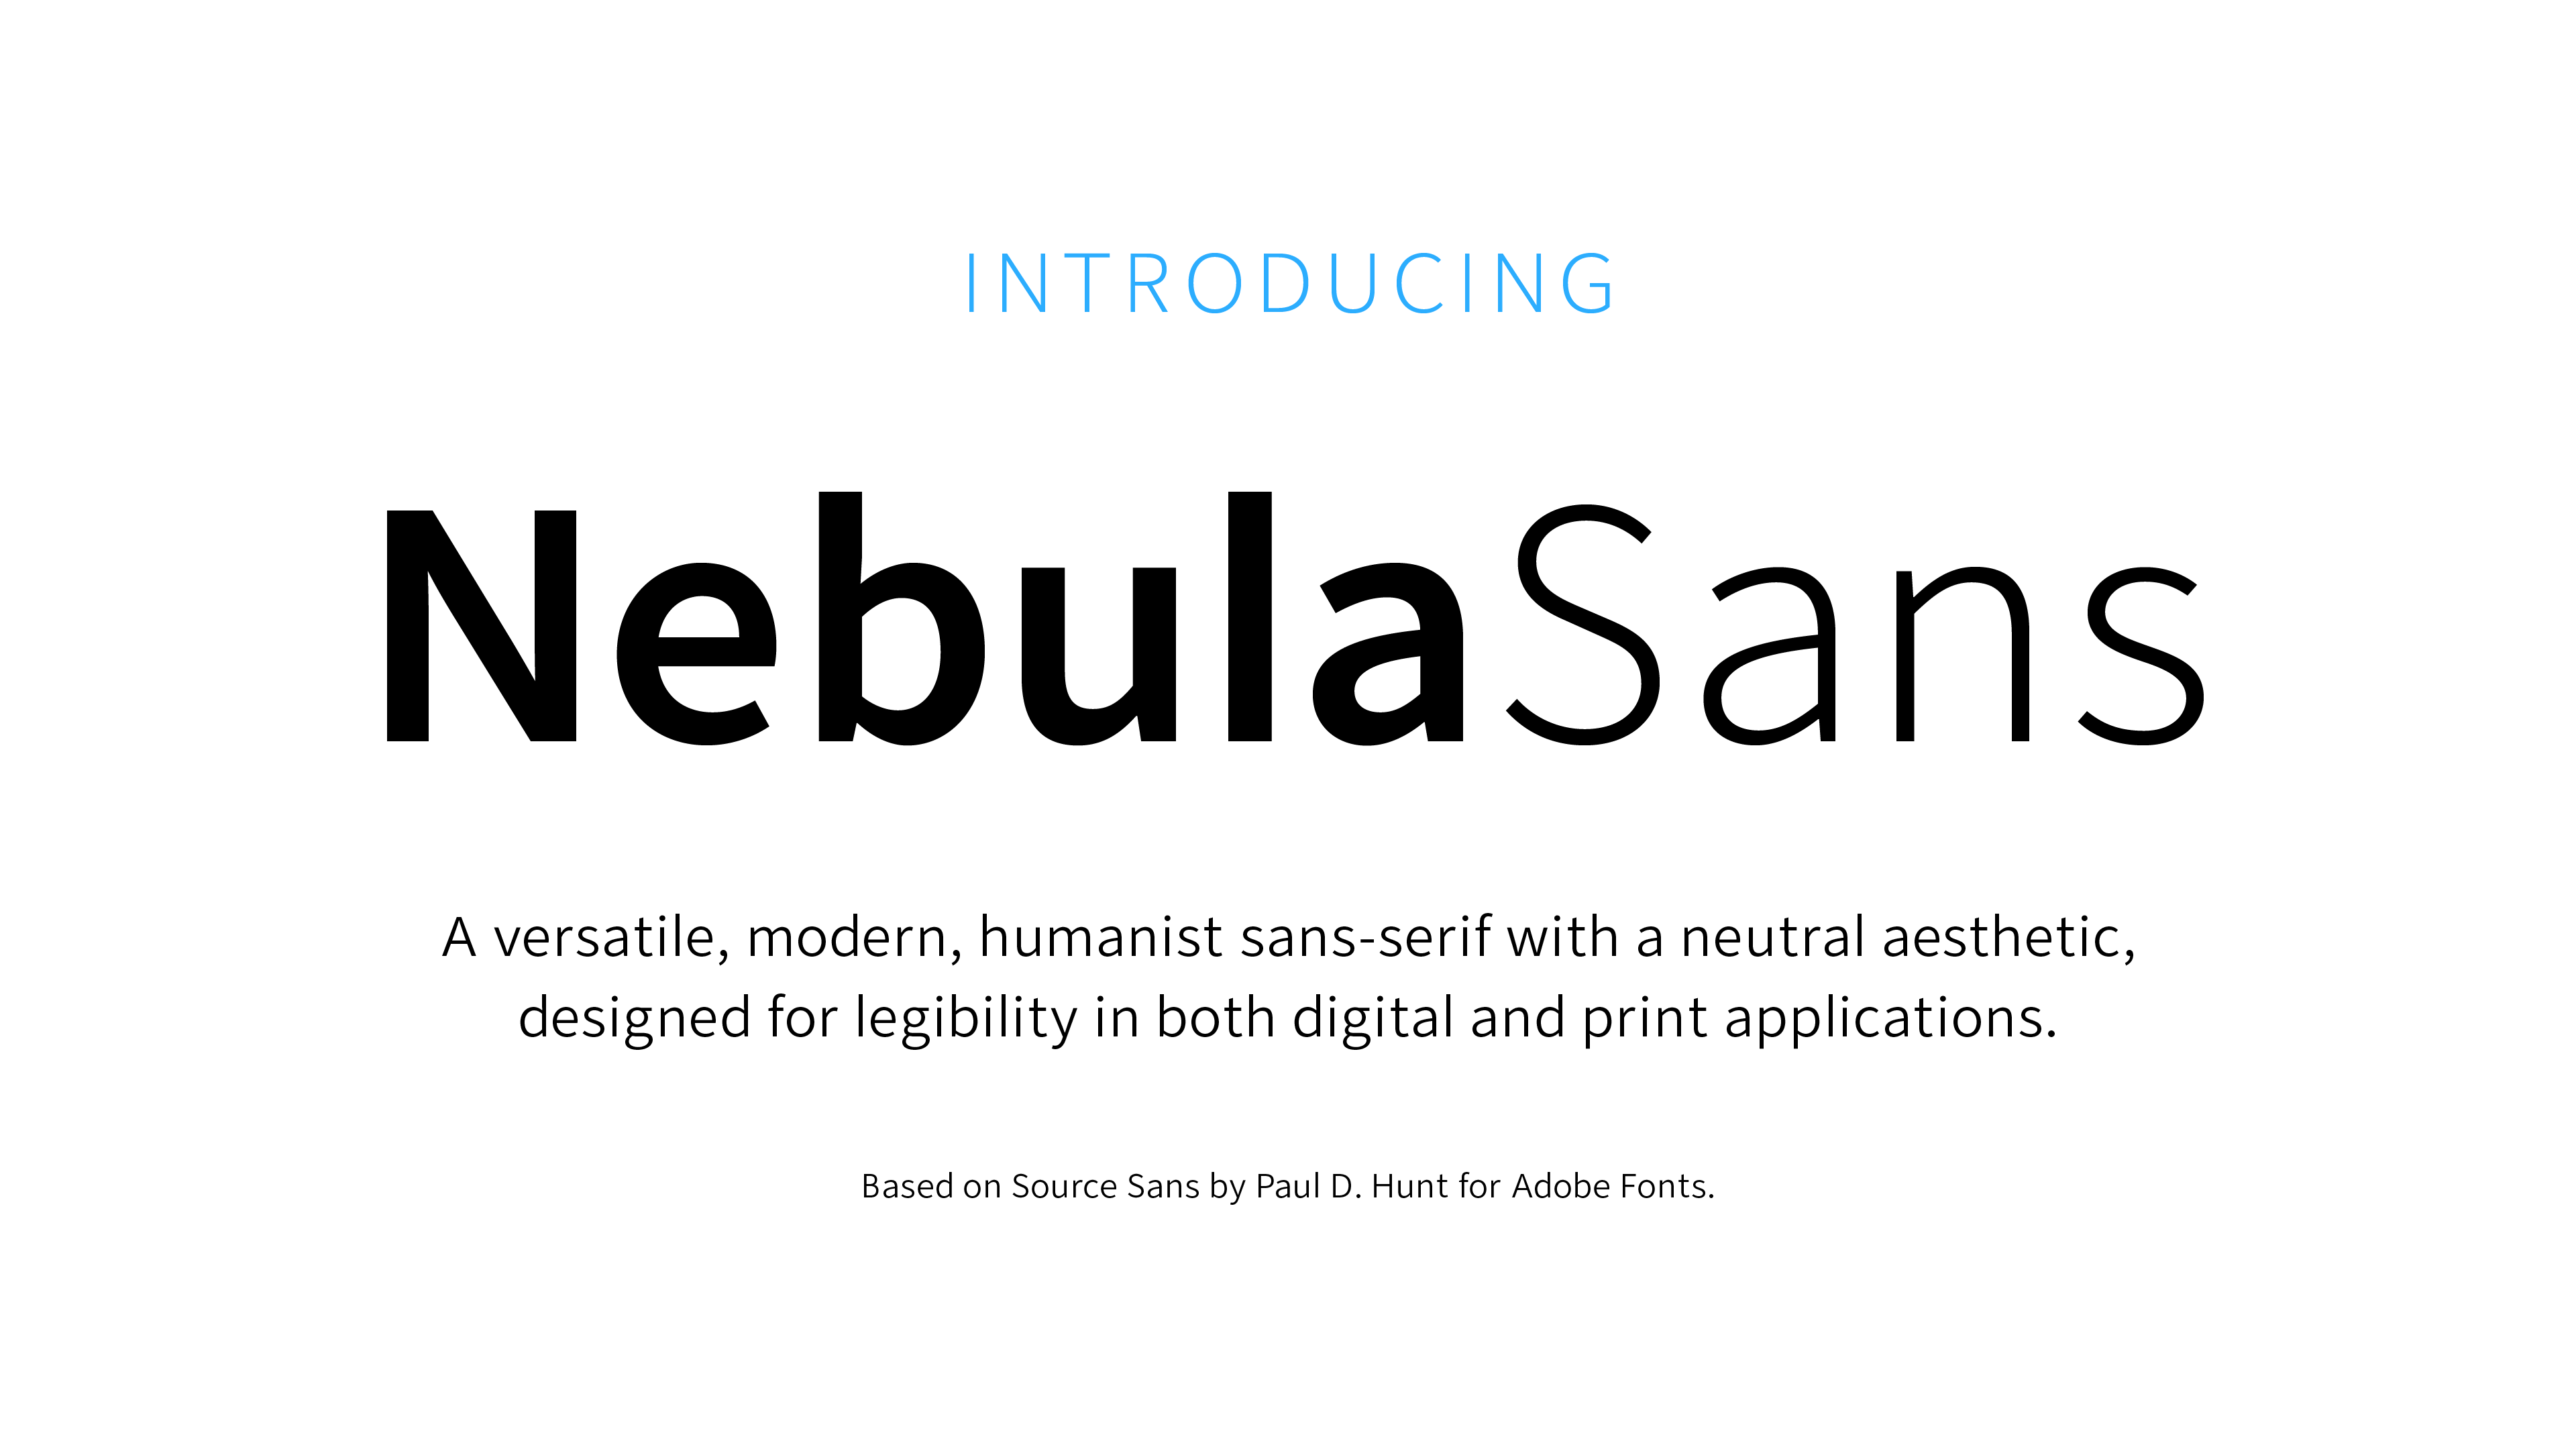 INTRODUCING
NebulaSans
A versatile, modern, humanist sans-serif with a neutral aesthetic,
designed for legibility in both digital and print applications.
Based on Source Sans by Paul D. Hunt for Adobe Fonts.